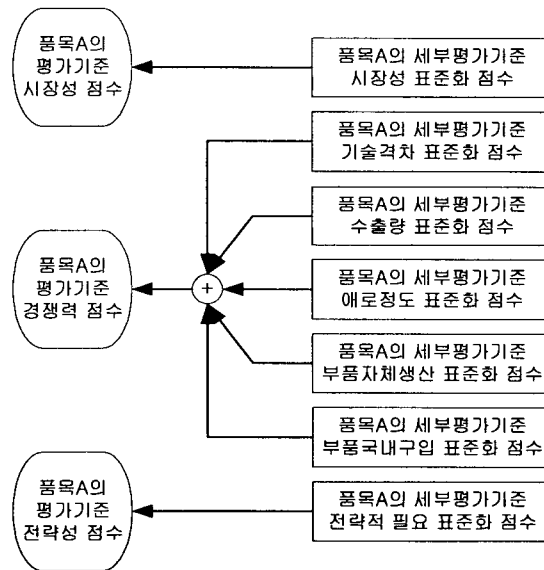 품목A의
평가기준
시장성 점수
품목A의 세부평가기준
시장성 표준화 점수
품목A의 세부평가기준
기술격차 표준화 점수
품목A의 세부평가기준
수출량 표준화 점수
품목A의
평가기준
경쟁력 점수
+
품목A의 세부평가기준
애로정도 표준화 점수
품목A의 세부평가기준
부품자체생산 표준화 점수
품목A의 세부평가기준
부품국내구입 표준화 점수
품목A의
평가기준
전략성 점수
품목A의 세부평가기준
전략적 필요 표준화 점수